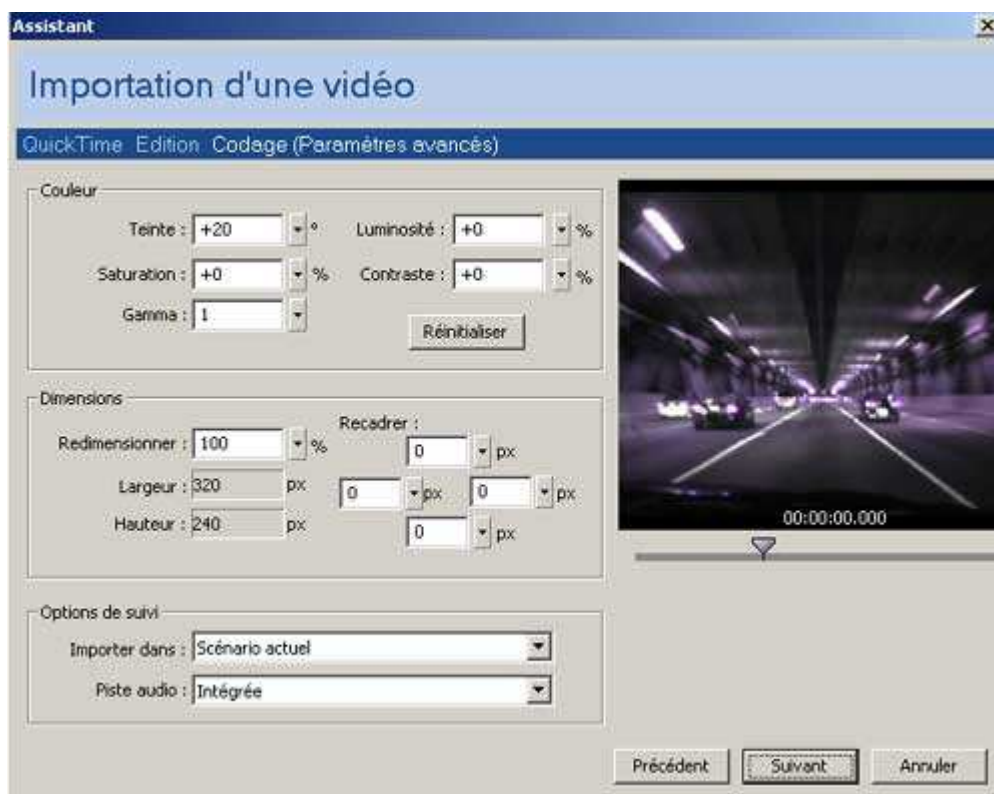 Assistant
Importation d'une vidéo
QuickTime Edition Codage (Paramètres avancés)
Couleur
Teinte : +20 ° Luminosité : +0 %
Saturation : +0 % Contraste : +0 %
Gamma : 1
Réinitialiser
Dimensions
Recadrer :
Redimensionner : 100 %
0 px
Largeur : 320 px
0 px 0 px
Hauteur : 240 px
0 px
00:00:00.000
Options de suivi
Importer dans : Scénario actuel
Piste audio : Intégrée
Précédent Suivant Annuler